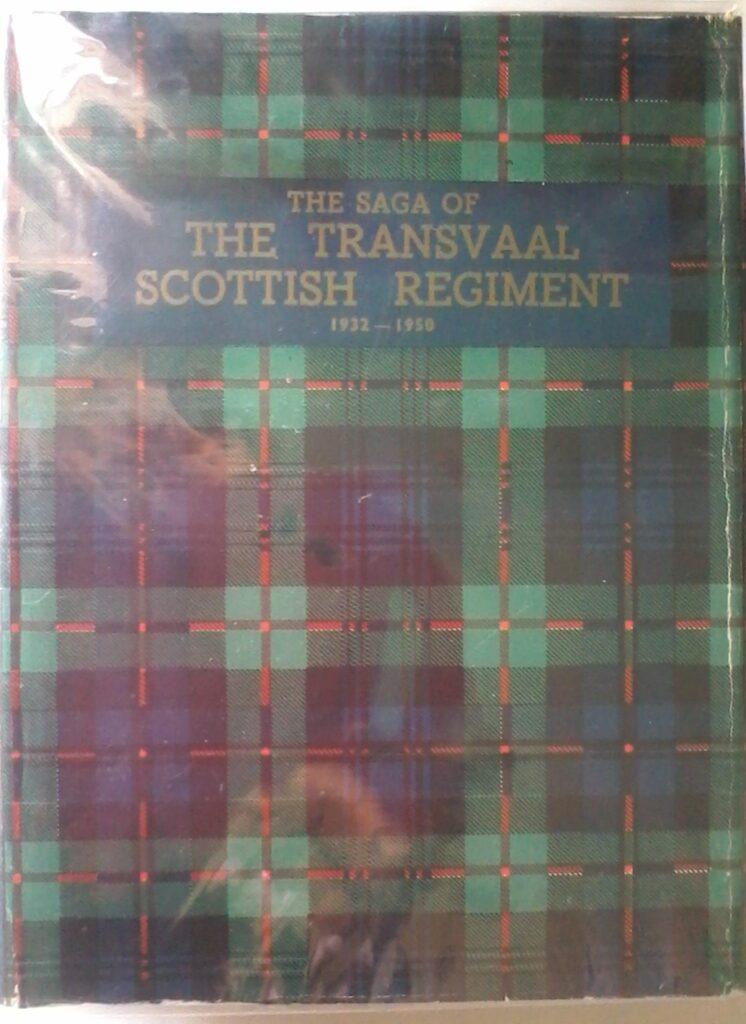 THE SAGA OF
THE TRANSVAAL
SCOTTISH REGIMENT
1932 — 1950